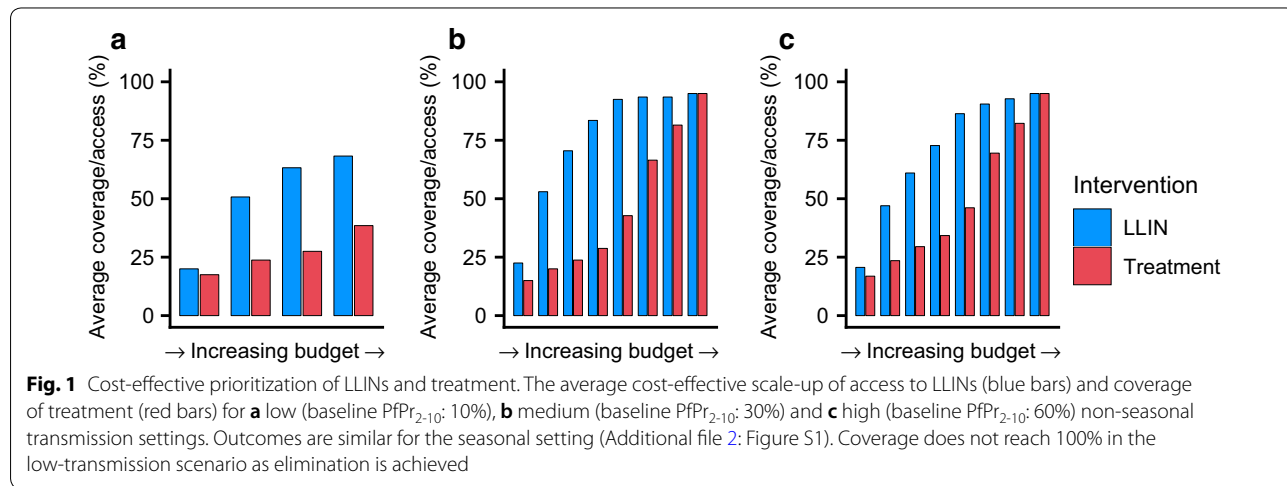 a
b
c
Average coverage/access (%)
100
75
50
25
0
→ Increasing budget →
Average coverage/access (%)
100
75
50
25
0
→ Increasing budget →
Average coverage/access (%)
100
75
50
25
0
→ Increasing budget →
Intervention
LLIN
Treatment
Fig. 1 Cost-effective prioritization of LLINs and treatment. The average cost-effective scale-up of access to LLINs (blue bars) and coverage
of treatment (red bars) for a low (baseline PfPr2-10: 10%), b medium (baseline PfPr2-10: 30%) and c high (baseline PfPr2-10: 60%) non-seasonal
transmission settings. Outcomes are similar for the seasonal setting (Additional file 2: Figure S1). Coverage does not reach 100% in the
low-transmission scenario as elimination is achieved